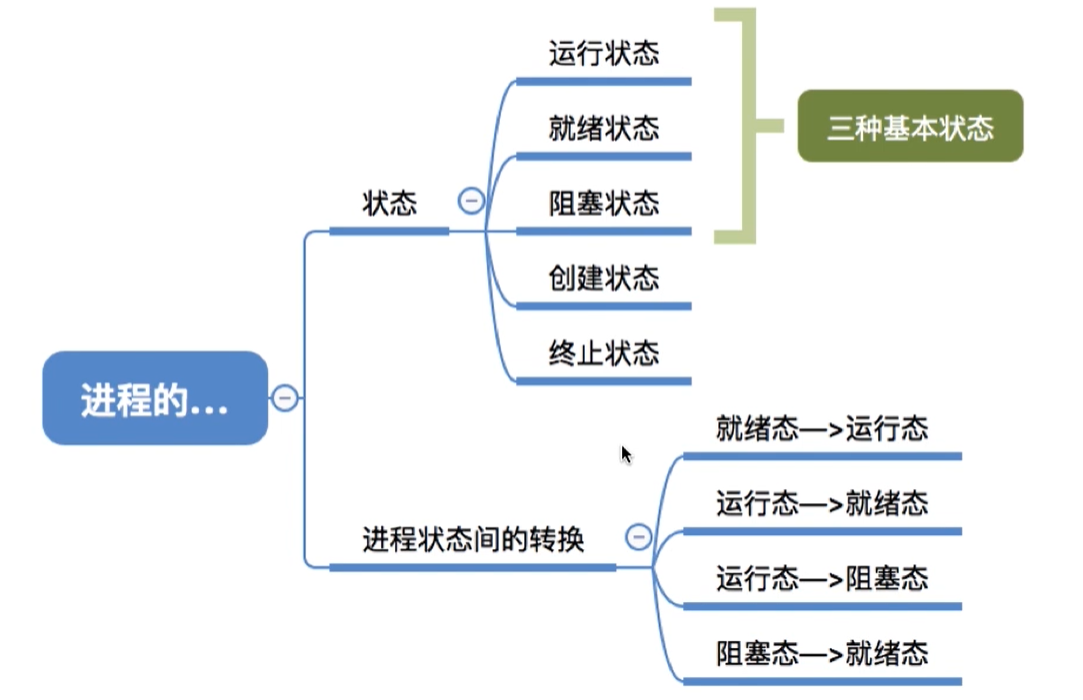 运行状态
就绪状态
三种基本状态
状态
阻塞状态
创建状态
终止状态
进程的...
就绪态—>运行态
运行态—>就绪态
进程状态间的转换
运行态—>阻塞态
阻塞态—>就绪态